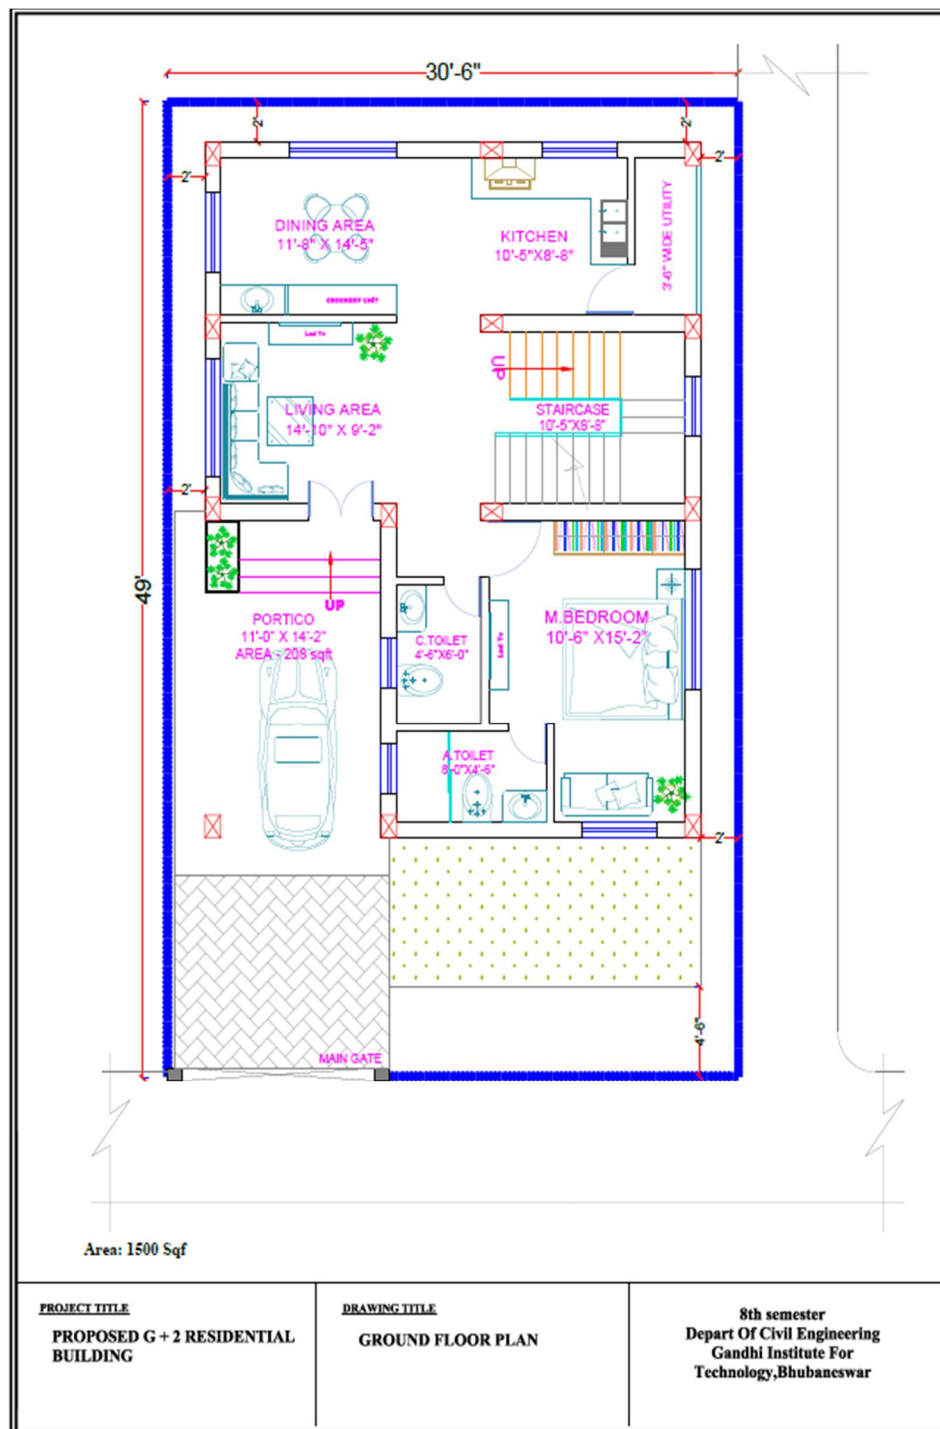 30'-6"
2'
2'
2'
2'
DINING AREA
11'-8" X 14'-5"
KITCHEN
10'-5"X8'-8"
3'-6" WIDE UTILITY
CROCKERY UNIT
Led Tv
UP
LIVING AREA
14'-10" X 9'-2"
STAIRCASE
10'-5"X8'-8"
2'
49'
UP
PORTICO
11'-0" X 14'-2"
AREA - 208 sqft
C.TOILET
4'-6"X6'-0"
Led Tv
M.BEDROOM
10'-6" X15'-2"
A.TOILET
8'-0"X4'-6"
2'
4'-6"
MAIN GATE
Area: 1500 Sqf
PROJECT TITLE
PROPOSED G + 2 RESIDENTIAL
BUILDING
DRAWING TITLE
GROUND FLOOR PLAN
8th semester
Depart Of Civil Engineering
Gandhi Institute For
Technology,Bhubaneswar